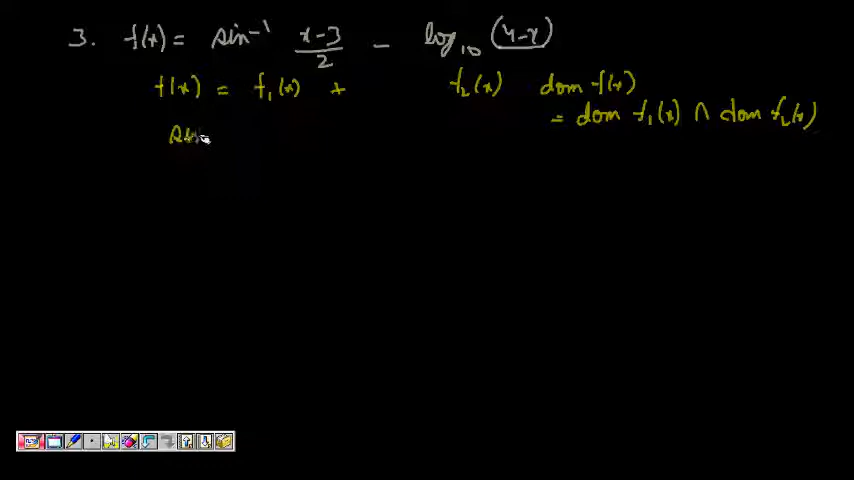 3. f(x) = sin⁻¹ (x-3)/2 - log₁₀ (4-x)
f(x) = f₁(x) + f₂(x) dom f(x)
= dom f₁(x) ∩ dom f₂(x)